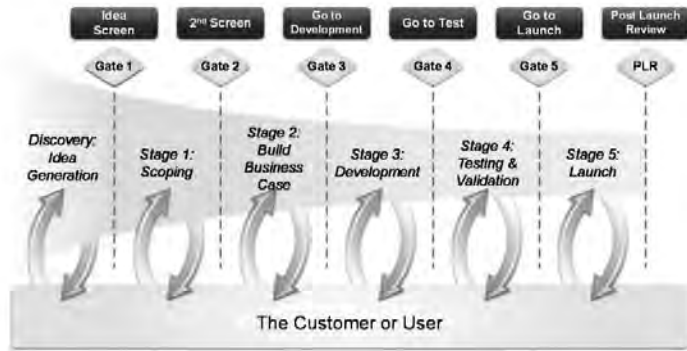 Idea
Screen
2nd Screen
Go to
Development
Go to Test
Go to
Launch
Post Launch
Review
Gate 1
Gate 2
Gate 3
Gate 4
Gate 5
PLR
Discovery:
Idea
Generation
Stage 1:
Scoping
Stage 2:
Build
Business
Case
Stage 3:
Development
Stage 4:
Testing &
Validation
Stage 5:
Launch
The Customer or User